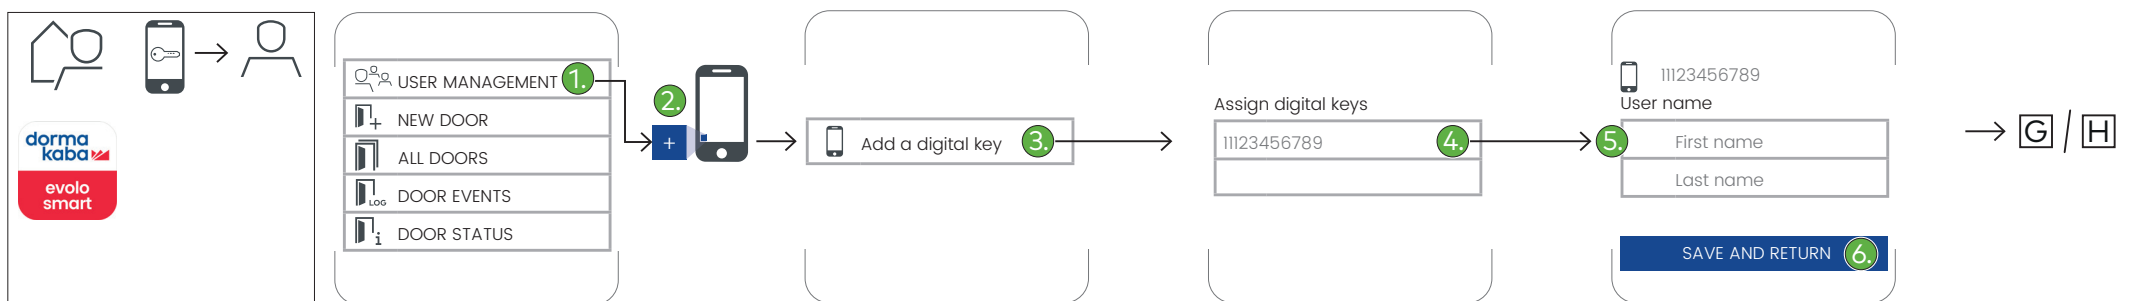 dorma
kaba
evolo
smart
USER MANAGEMENT 1.
NEW DOOR
ALL DOORS
LOG DOOR EVENTS
i DOOR STATUS
2.
+
Add a digital key 3.
Assign digital keys
11123456789 4.
11123456789
User name
5. First name
Last name
SAVE AND RETURN 6.
G / H